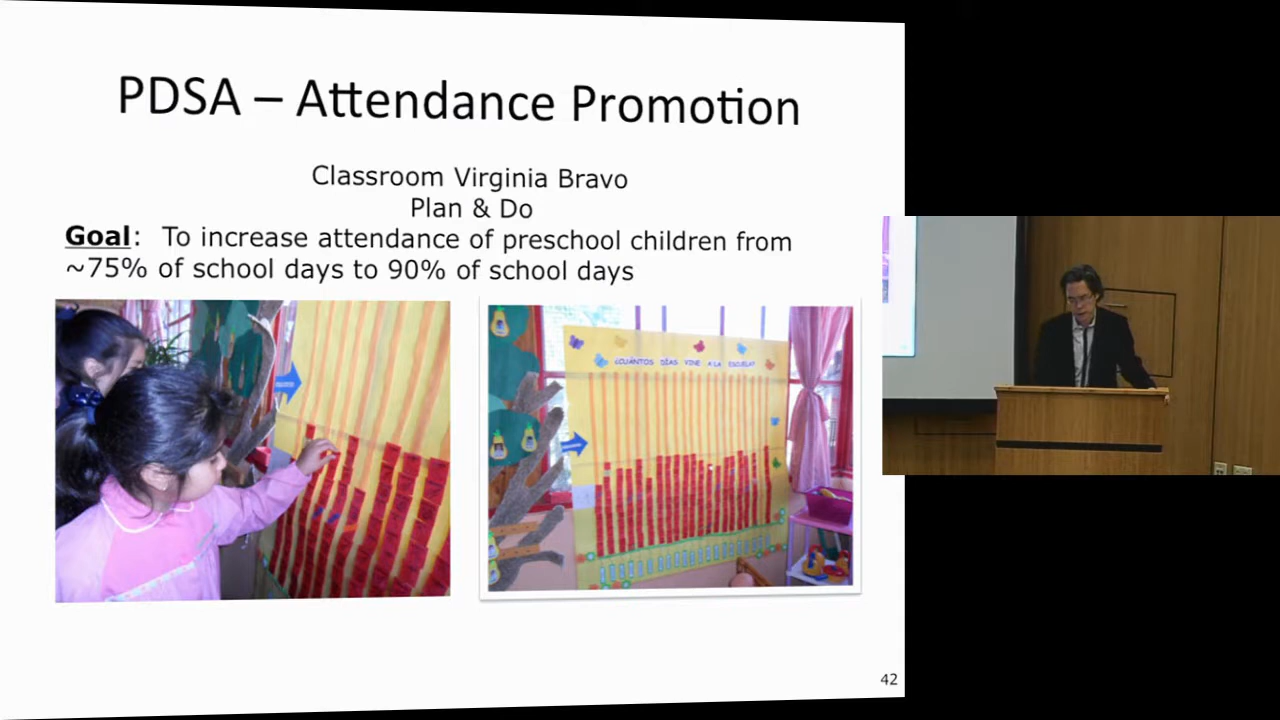 PDSA – Attendance Promotion
Classroom Virginia Bravo
Plan & Do
Goal: To increase attendance of preschool children from
~75% of school days to 90% of school days
¿CUÁNTOS DÍAS VINE A LA ESCUELA?
42